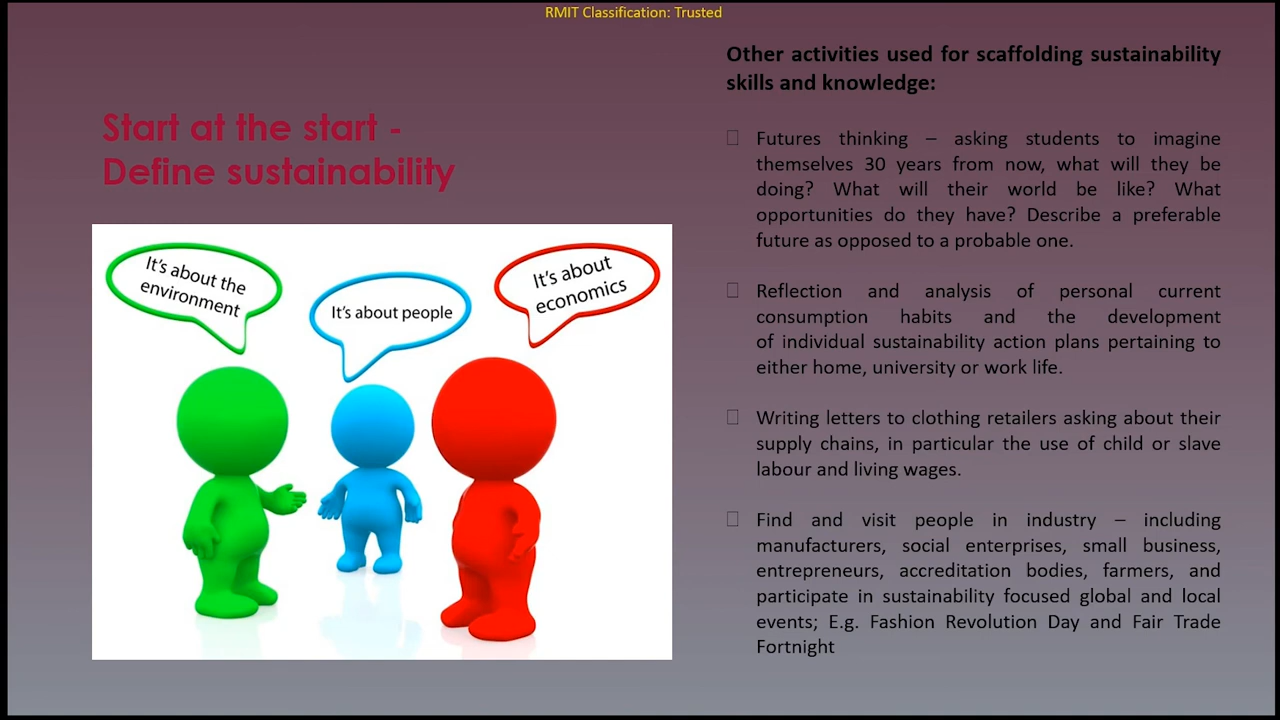 RMIT Classification: Trusted
Start at the start -
Define sustainability
It's about the
environment
It's about people
It's about
economics
Other activities used for scaffolding sustainability
skills and knowledge:
Futures thinking – asking students to imagine
themselves 30 years from now, what will they be
doing? What will their world be like? What
opportunities do they have? Describe a preferable
future as opposed to a probable one.
Reflection and analysis of personal current
consumption habits and the development
of individual sustainability action plans pertaining to
either home, university or work life.
Writing letters to clothing retailers asking about their
supply chains, in particular the use of child or slave
labour and living wages.
Find and visit people in industry – including
manufacturers, social enterprises, small business,
entrepreneurs, accreditation bodies, farmers, and
participate in sustainability focused global and local
events; E.g. Fashion Revolution Day and Fair Trade
Fortnight